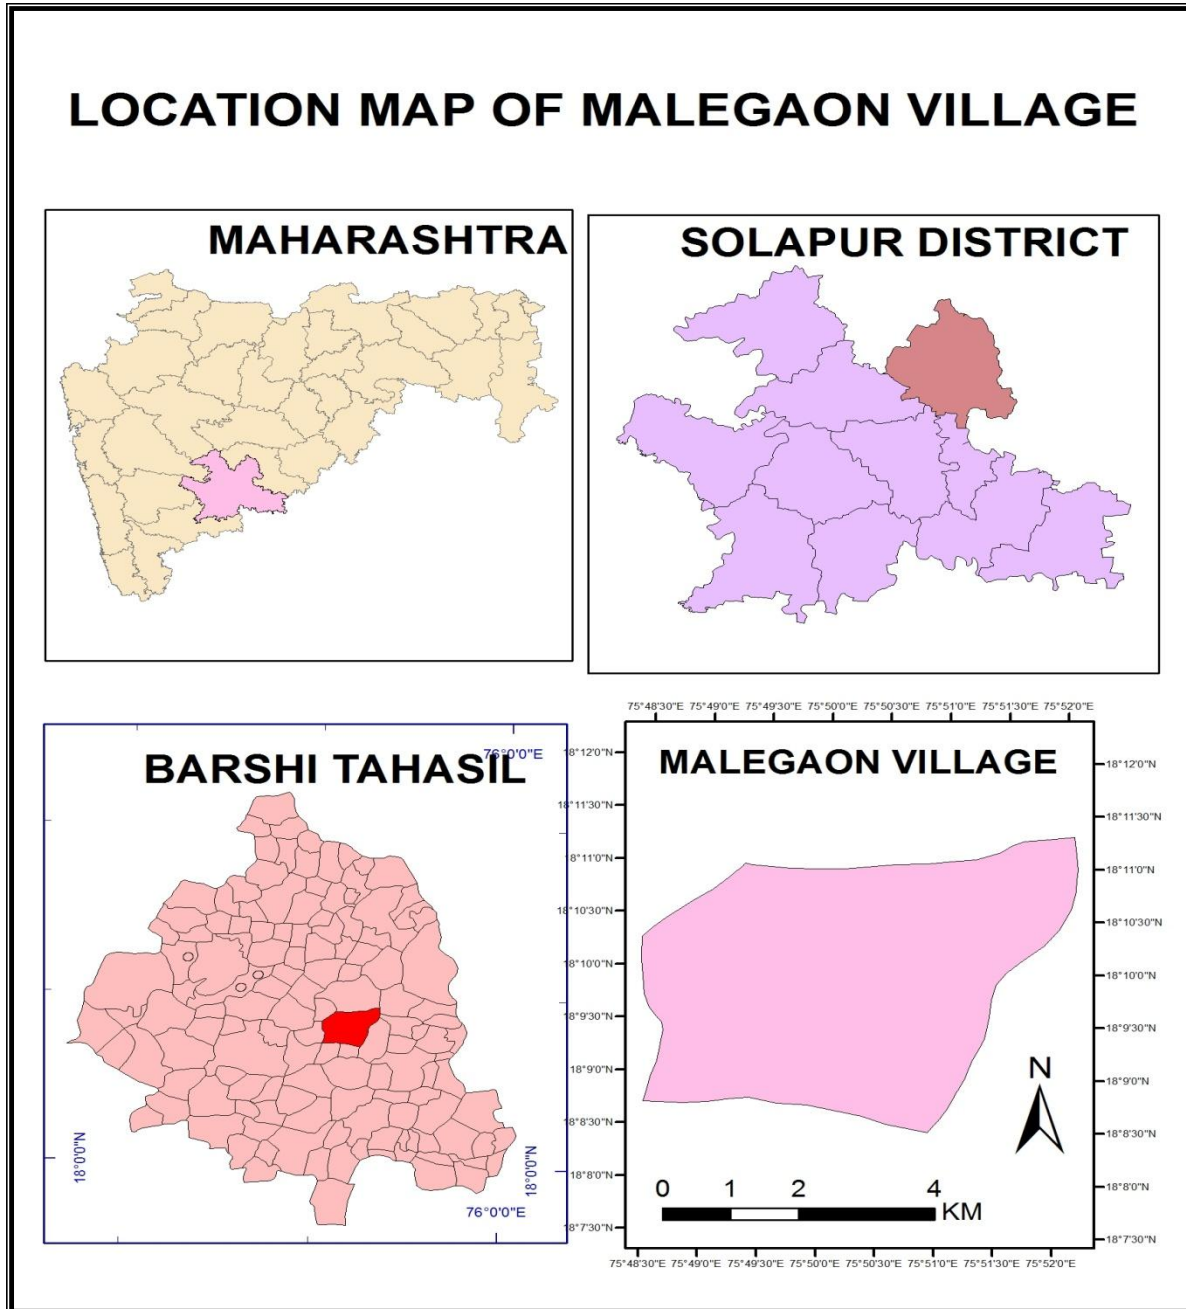 LOCATION MAP OF MALEGAON VILLAGE
MAHARASHTRA
SOLAPUR DISTRICT
BARSHI TAHASIL
76°0'0"E
18°0'0"N
18°0'0"N
76°0'0"E
75°48'30"E 75°49'0"E 75°49'30"E 75°50'0"E 75°50'30"E 75°51'0"E 75°51'30"E 75°52'0"E
MALEGAON VILLAGE
18°12'0"N
18°11'30"N
18°11'0"N
18°10'30"N
18°10'0"N
18°9'30"N
18°9'0"N
18°8'30"N
18°8'0"N
18°7'30"N
18°12'0"N
18°11'30"N
18°11'0"N
18°10'30"N
18°10'0"N
18°9'30"N
18°9'0"N
18°8'30"N
18°8'0"N
18°7'30"N
N
0 1 2 4
KM
75°48'30"E 75°49'0"E 75°49'30"E 75°50'0"E 75°50'30"E 75°51'0"E 75°51'30"E 75°52'0"E